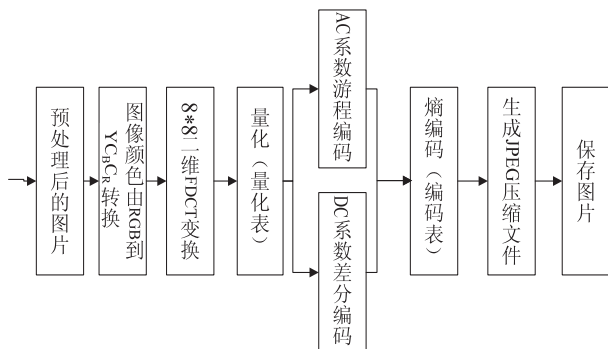 预处理后的图片
图像颜色由RGB到
YCBCR转换
8*8二维FDCT变换
量化（量化表）
AC系数游程编码
DC系数差分编码
熵编码（编码表）
生成JPEG压缩文件
保存图片